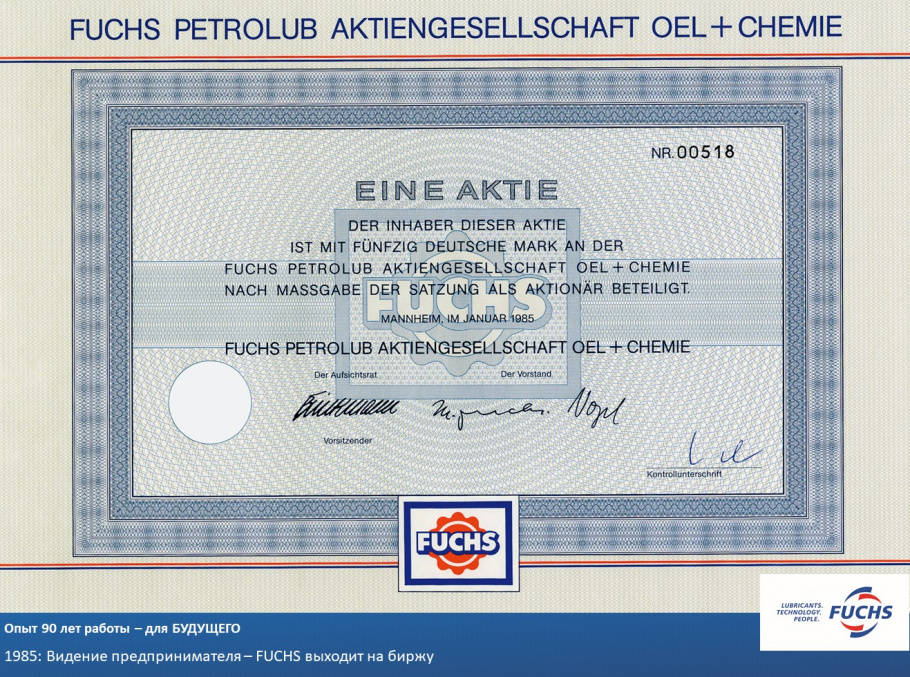 FUCHS PETROLUB AKTIENGESELLSCHAFT OEL+CHEMIE
NR. 00518
EINE AKTIE
DER INHABER DIESER AKTIE
IST MIT FÜNFZIG DEUTSCHE MARK AN DER
FUCHS PETROLUB AKTIENGESELLSCHAFT OEL+CHEMIE
NACH MASSGABE DER SATZUNG ALS AKTIONÄR BETEILIGT.
FUCHS
MANNHEIM, IM JANUAR 1985
FUCHS PETROLUB AKTIENGESELLSCHAFT OEL+CHEMIE
Der Aufsichtsrat
Der Vorstand
M. Fuchs
Vogl
Vorsitzender
Kontrollunterschrift
FUCHS
LUBRICANTS.
TECHNOLOGY.
PEOPLE.
FUCHS
Опыт 90 лет работы – для БУДУЩЕГО
1985: Видение предпринимателя – FUCHS выходит на биржу